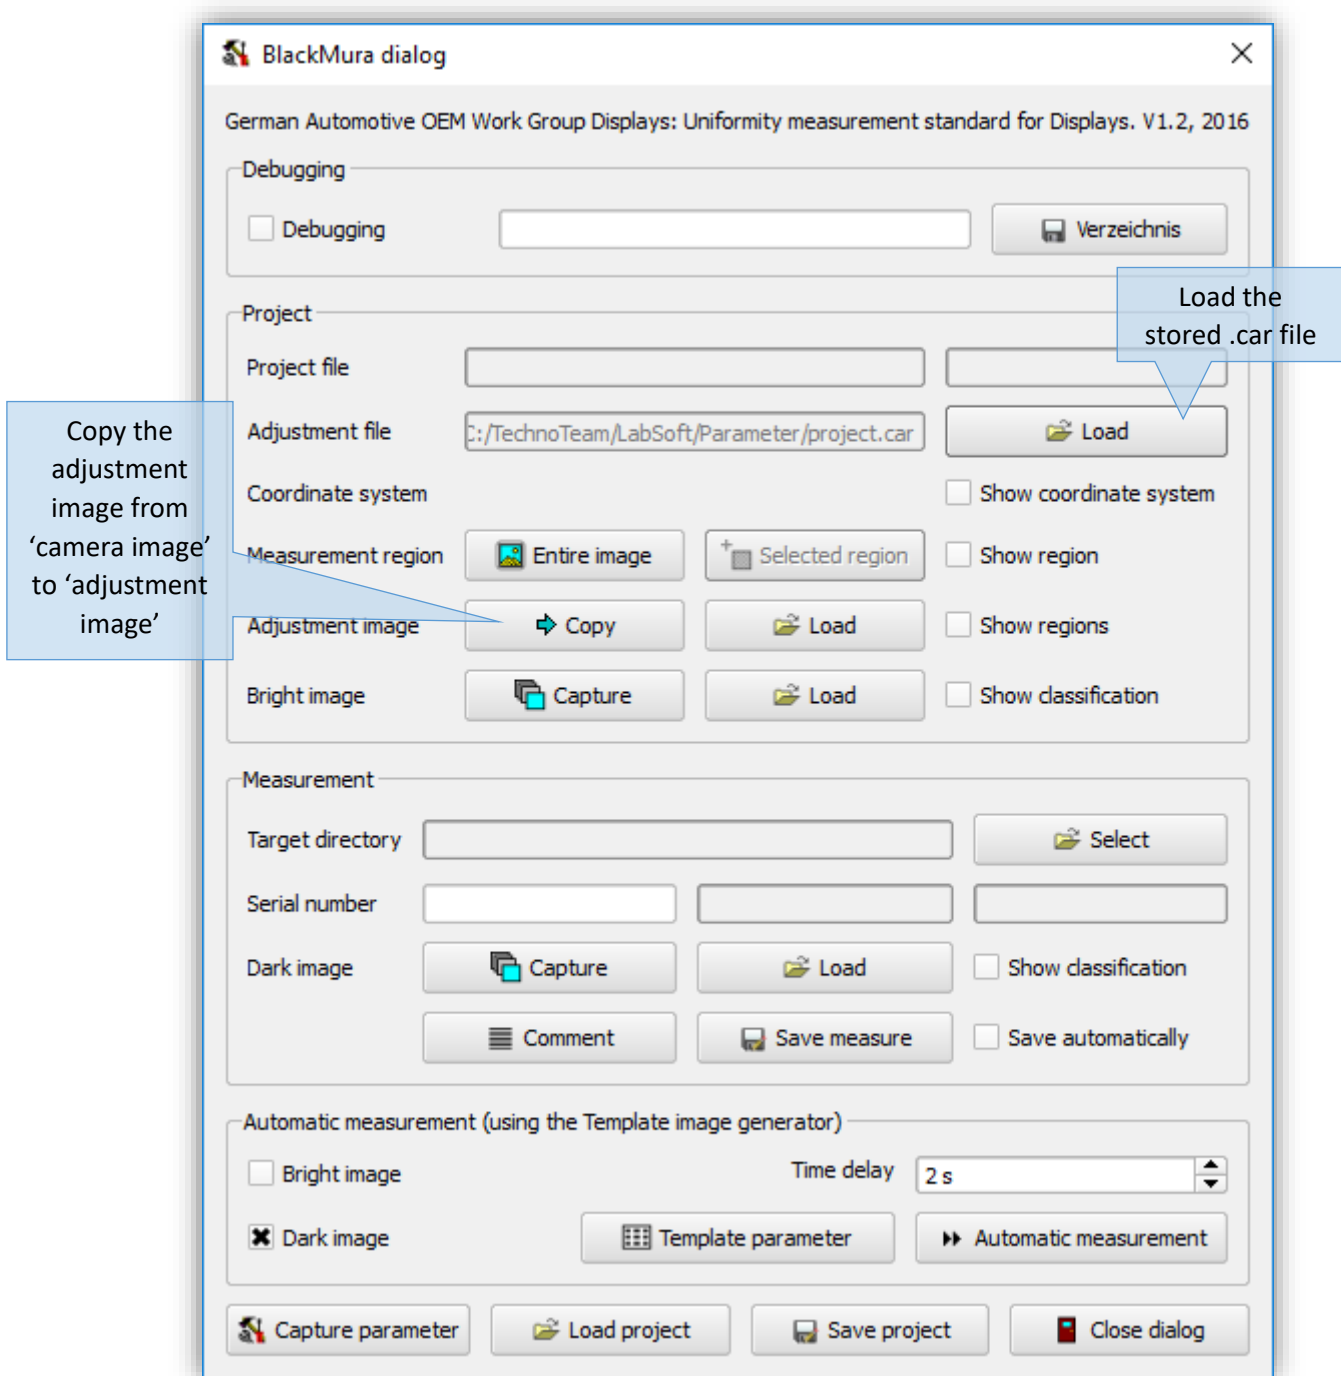 BlackMura dialog
German Automotive OEM Work Group Displays: Uniformity measurement standard for Displays. V1.2, 2016
Debugging
Debugging
Verzeichnis
Load the
stored .car file
Project
Project file
Adjustment file
C:/TechnoTeam/LabSoft/Parameter/project.car
Load
Copy the
adjustment
image from
‘camera image’
to ‘adjustment
image’
Coordinate system
Show coordinate system
Measurement region
Entire image
Selected region
Show region
Adjustment image
Copy
Load
Show regions
Bright image
Capture
Load
Show classification
Measurement
Target directory
Select
Serial number
Dark image
Capture
Load
Show classification
Comment
Save measure
Save automatically
Automatic measurement (using the Template image generator)
Bright image
Time delay
2 s
Dark image
Template parameter
Automatic measurement
Capture parameter
Load project
Save project
Close dialog